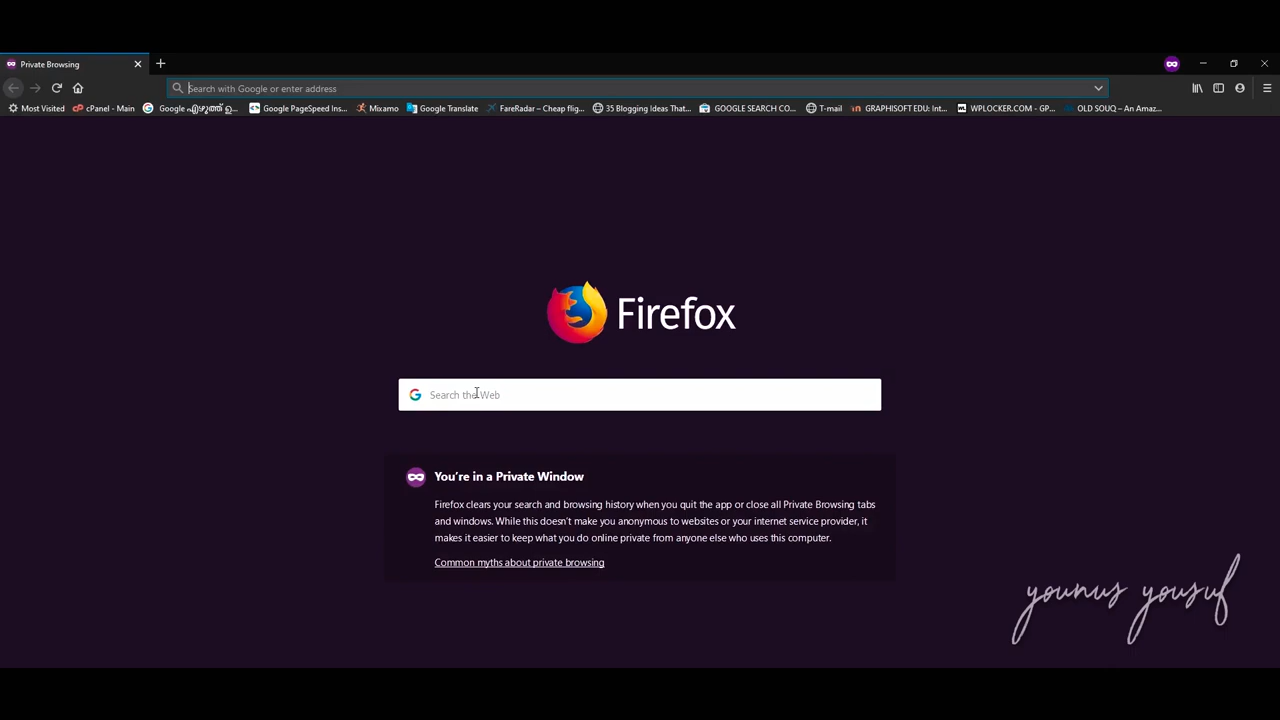 Private Browsing
Search with Google or enter address
Most Visited
cPanel - Main
Google എഴുത്ത് ഉ...
Google PageSpeed Ins...
Mixamo
Google Translate
FareRadar – Cheap flig...
35 Blogging Ideas That...
GOOGLE SEARCH CO...
T-mail
GRAPHISOFT EDU: Int...
WPLOCKER.COM - GP...
OLD SOUQ – An Amaz...
Firefox
Search the Web
You're in a Private Window
Firefox clears your search and browsing history when you quit the app or close all Private Browsing tabs
and windows. While this doesn't make you anonymous to websites or your internet service provider, it
makes it easier to keep what you do online private from anyone else who uses this computer.
Common myths about private browsing
younus yousuf